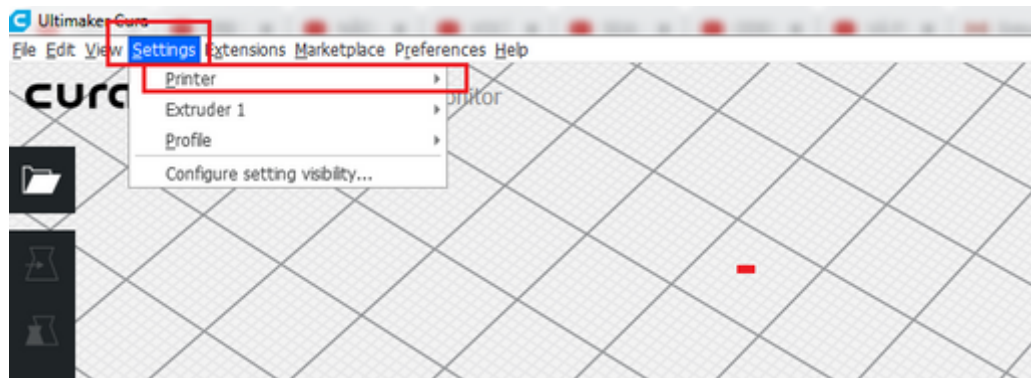 Ultimaker Cura
File Edit View Settings Extensions Marketplace Preferences Help
Printer
cura
Extruder 1
Profile
Configure setting visibility...